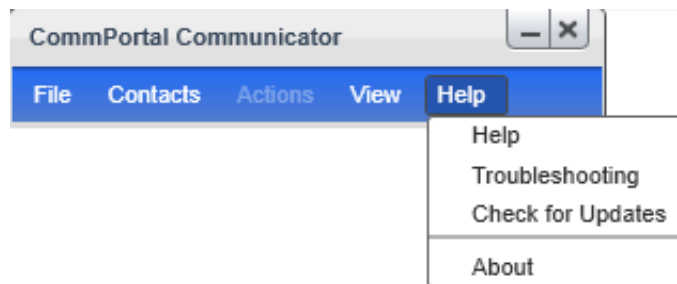 CommPortal Communicator
File Contacts Actions View Help
Help
Troubleshooting
Check for Updates
About